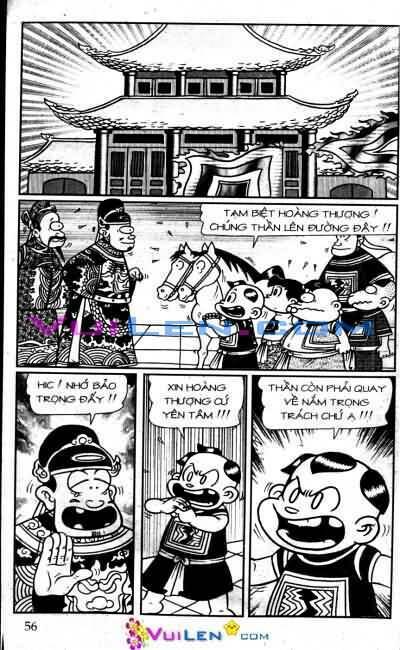 TẠM BIỆT HOÀNG THƯỢNG !
CHÚNG THẦN LÊN ĐƯỜNG ĐÂY !!
VUILEN.COM
HIC ! NHỚ BẢO
TRỌNG ĐẤY !!
XIN HOÀNG
THƯỢNG CỨ
YÊN TÂM !!!
THẦN CÒN PHẢI QUAY
VỀ NẮM TRỌNG
TRÁCH CHỨ Ạ !!!
56
VUILEN.COM